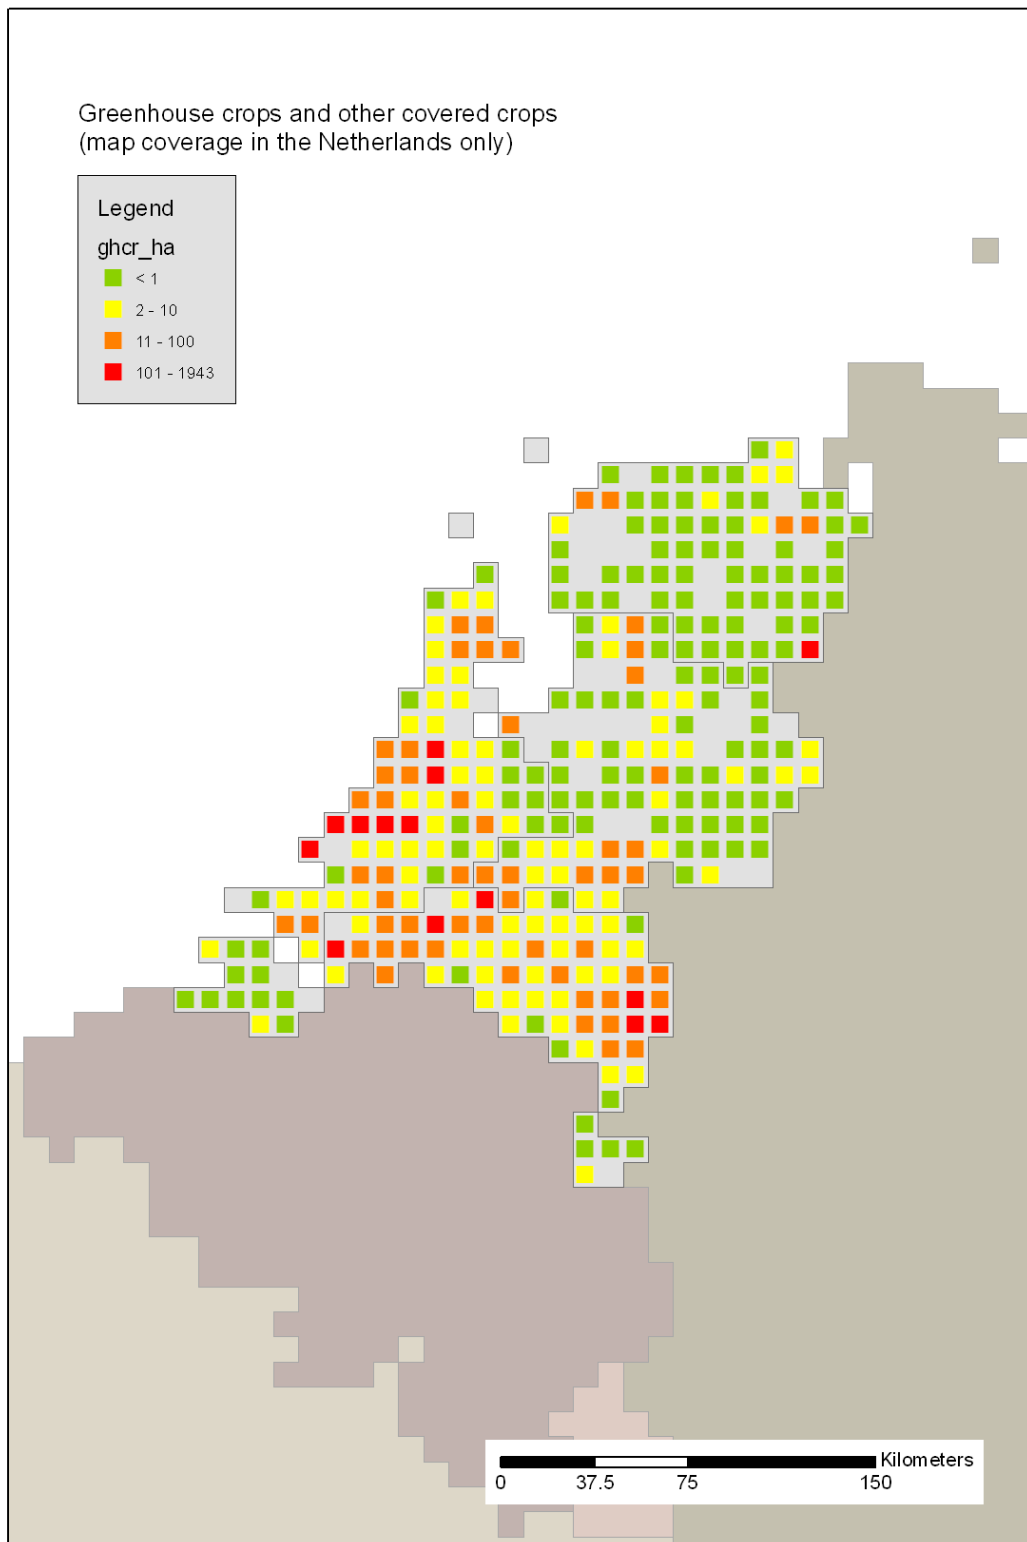 Greenhouse crops and other covered crops
(map coverage in the Netherlands only)
Legend
ghcr_ha
< 1
2 - 10
11 - 100
101 - 1943
Kilometers
0 37.5 75 150